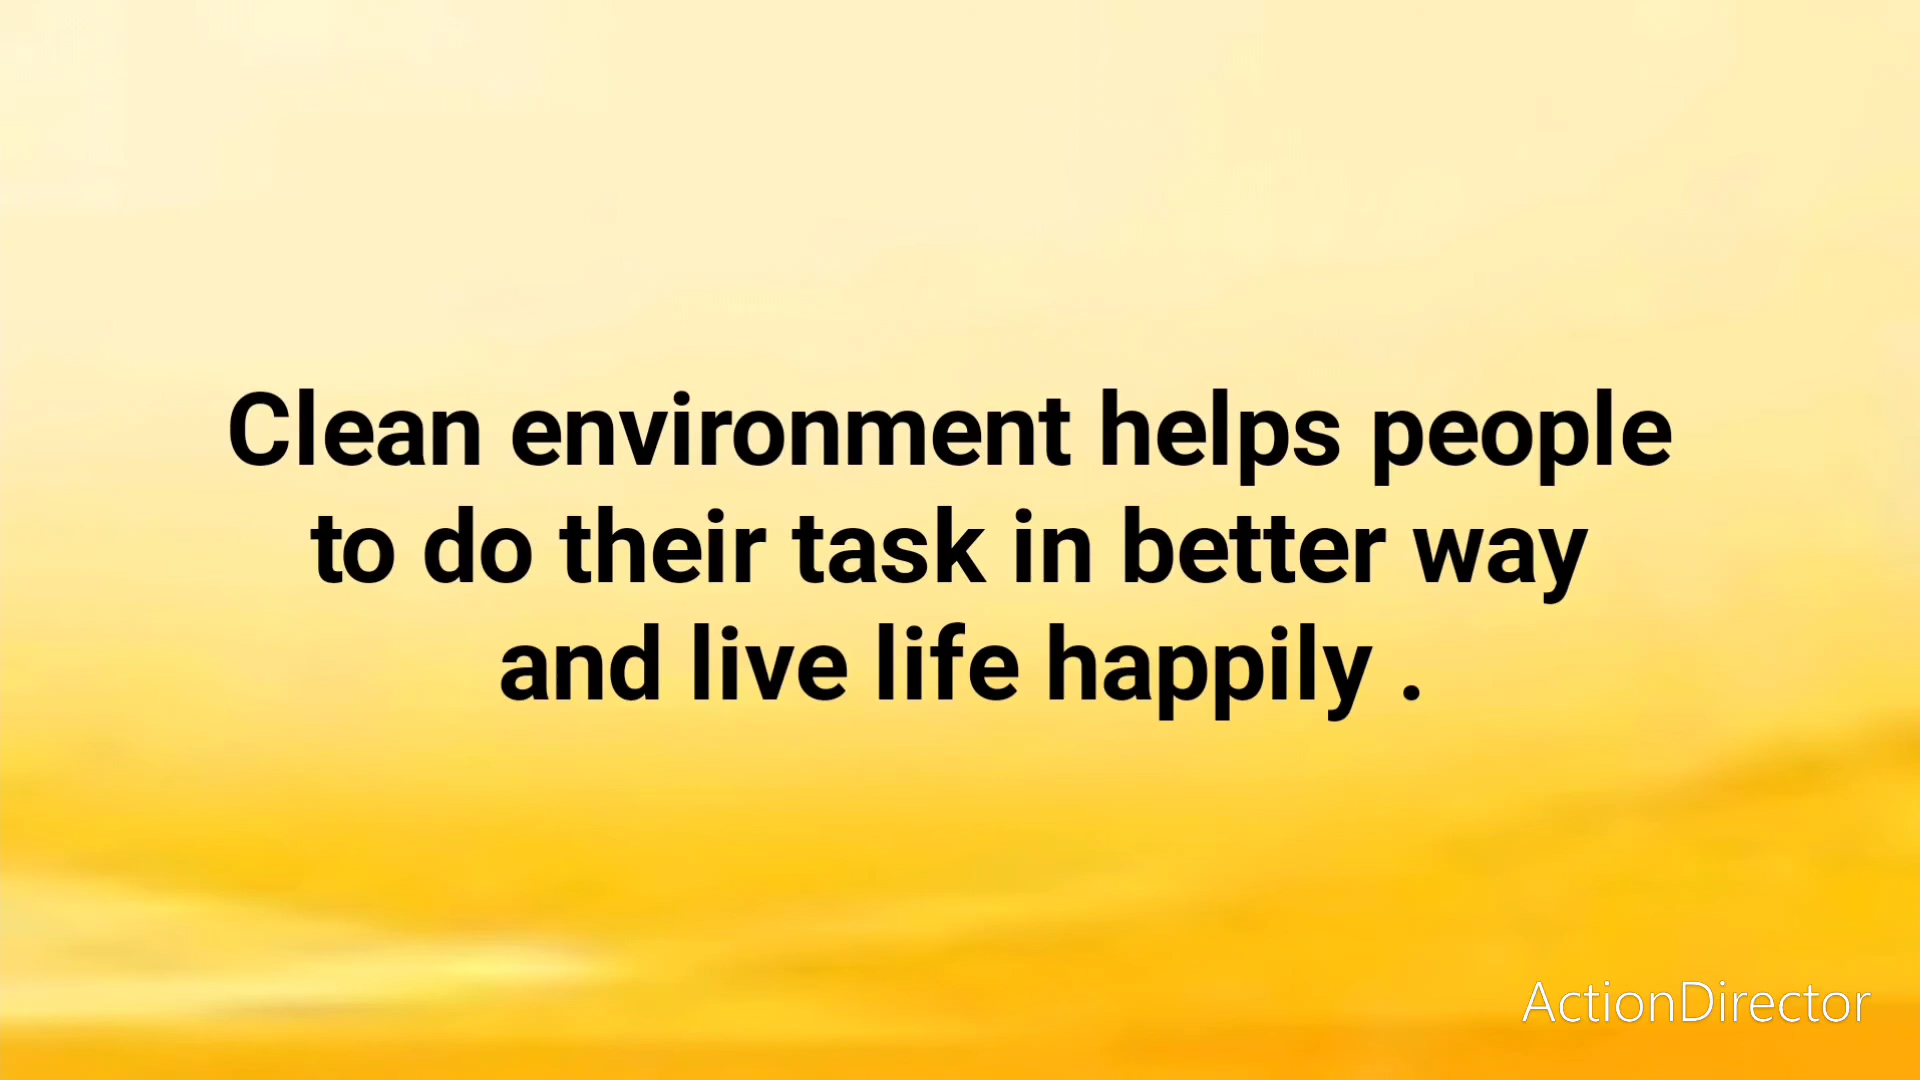 Clean environment helps people
to do their task in better way
and live life happily .
ActionDirector